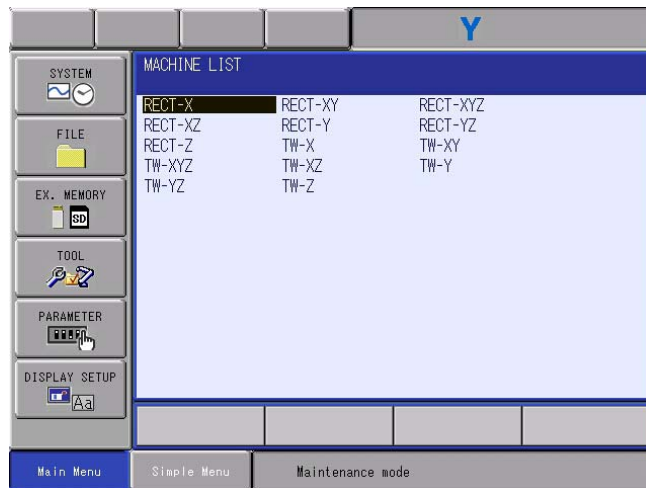 Y
SYSTEM
FILE
EX. MEMORY
SD
TOOL
PARAMETER
DISPLAY SETUP
Aa
MACHINE LIST
RECT-X RECT-XY RECT-XYZ
RECT-XZ RECT-Y RECT-YZ
RECT-Z TW-X TW-XY
TW-XYZ TW-XZ TW-Y
TW-YZ TW-Z
Main Menu Simple Menu Maintenance mode